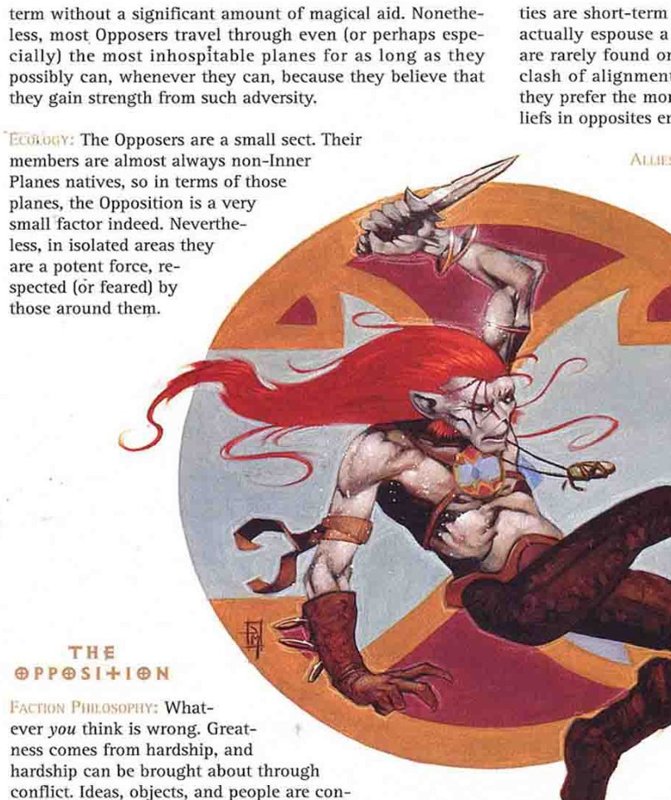 term without a significant amount of magical aid. Nonethe-
less, most Opposers travel through even (or perhaps espe-
cially) the most inhospitable planes for as long as they
possibly can, whenever they can, because they believe that
they gain strength from such adversity.
ECOLOGY: The Opposers are a small sect. Their
members are almost always non-Inner
Planes natives, so in terms of those
planes, the Opposition is a very
small factor indeed. Neverthe-
less, in isolated areas they
are a potent force, re-
spected (or feared) by
those around them.
THE
OPPOSITION
FACTION PHILOSOPHY: What-
ever you think is wrong. Great-
ness comes from hardship, and
hardship can be brought about through
conflict. Ideas, objects, and people are con-
ties are short-term
actually espouse a
are rarely found or
clash of alignment
they prefer the mor
liefs in opposites er
ALLIES